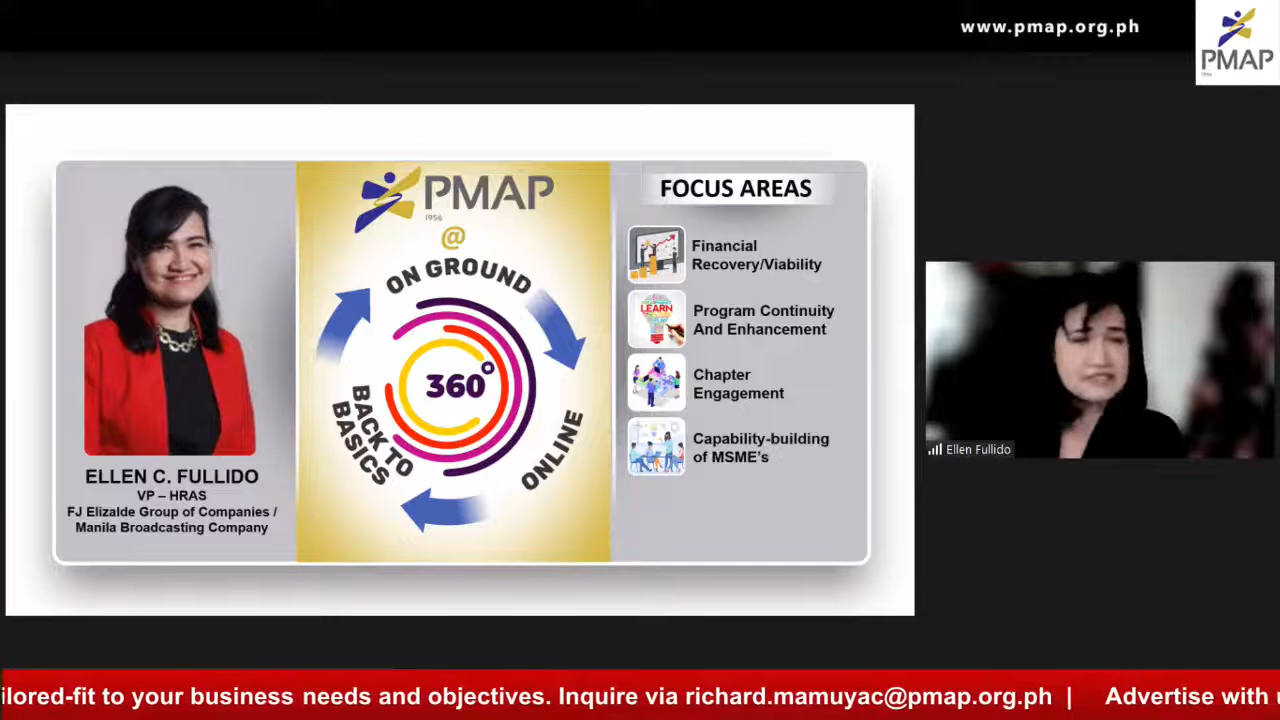 www.pmap.org.ph
PMAP
1956
PMAP
1956
@
ON GROUND
360°
ONLINE
BACK TO
BASICS
ELLEN C. FULLIDO
VP – HRAS
FJ Elizalde Group of Companies /
Manila Broadcasting Company
FOCUS AREAS
Financial
Recovery/Viability
LEARN
Program Continuity
And Enhancement
Chapter
Engagement
Capability-building
of MSME's
Ellen Fullido
ilored-fit to your business needs and objectives. Inquire via richard.mamuyac@pmap.org.ph | Advertise with